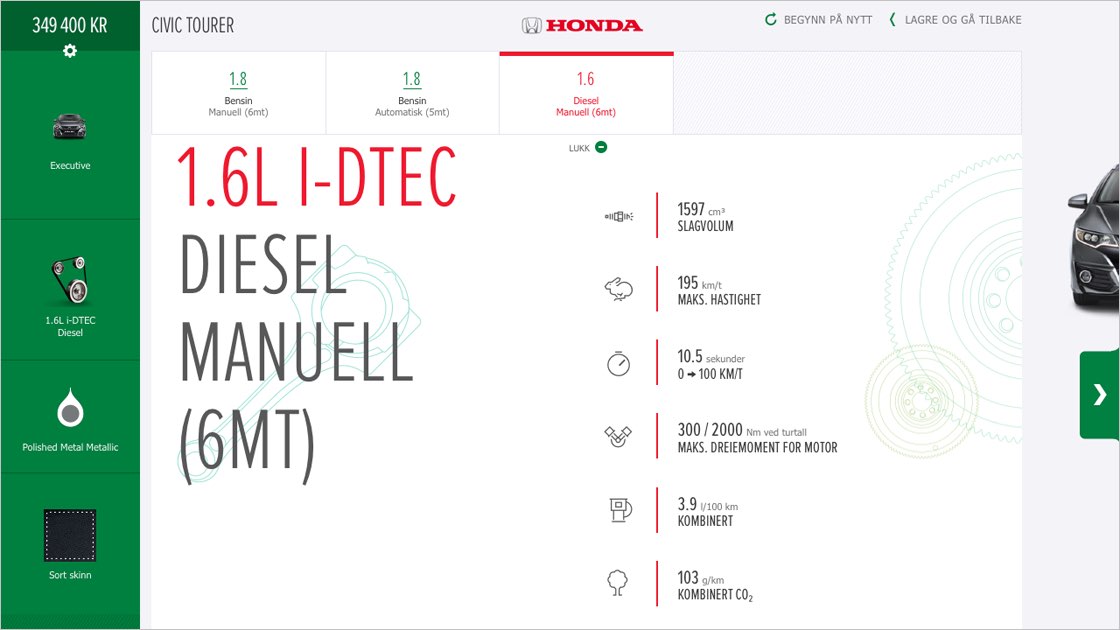 349 400 KR
CIVIC TOURER
HONDA
BEGYNN PÅ NYTT
LAGRE OG GÅ TILBAKE
Executive
1.6L i-DTEC
Diesel
Polished Metal Metallic
Sort skinn
1.8
Bensin
Manuell (6mt)
1.8
Bensin
Automatisk (5mt)
1.6
Diesel
Manuell (6mt)
LUKK
1.6L I-DTEC
DIESEL
MANUELL
(6MT)
1597 cm³
SLAGVOLUM
195 km/t
MAKS. HASTIGHET
10.5 sekunder
0 → 100 KM/T
300 / 2000 Nm ved turtall
MAKS. DREIEMOMENT FOR MOTOR
3.9 l/100 km
KOMBINERT
103 g/km
KOMBINERT CO₂